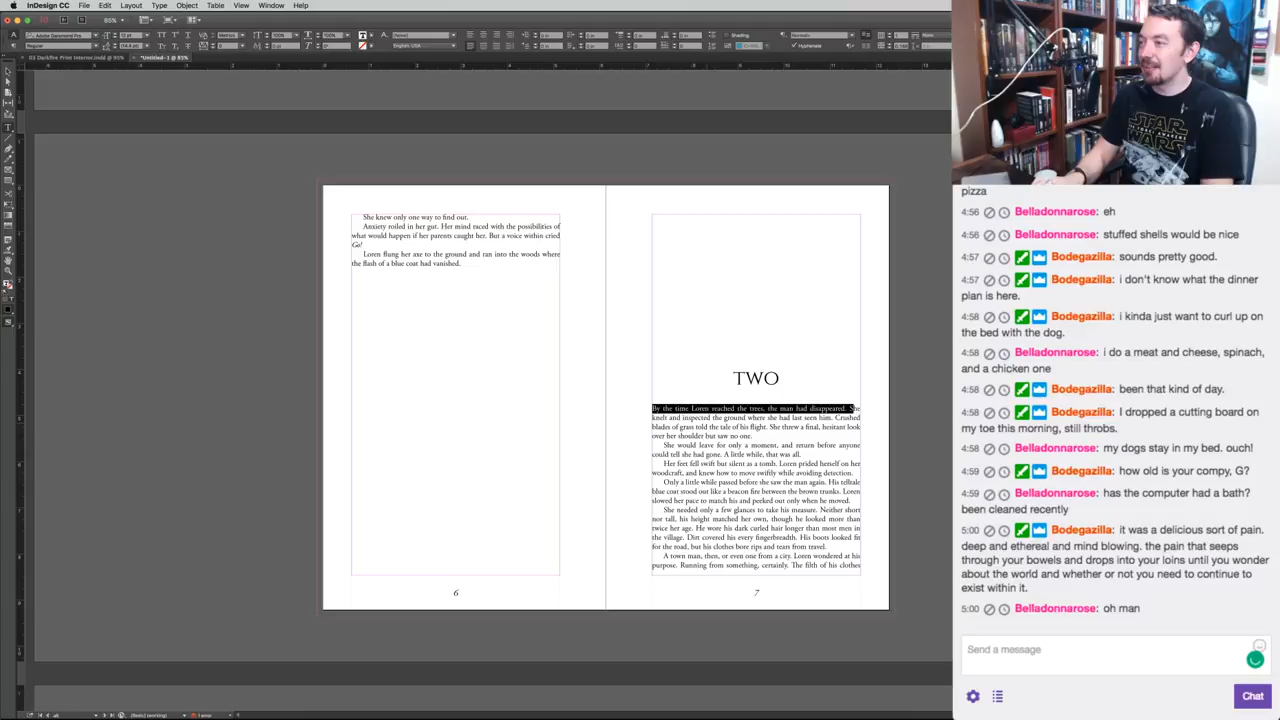 InDesign CC File Edit Layout Type Object Table View Window Help
85%
Adobe Garamond Pro
Regular
English: USA
Hyphenate
03 Darkfire Print Interior.indd @ 85%
*Untitled-1 @ 85%
She knew only one way to find out.
Anxiety roiled in her gut. Her mind raced with the possibilities of
what would happen if her parents caught her. But a voice within cried
Go!
Loren flung her axe to the ground and ran into the woods where
the flash of a blue coat had vanished.
6
TWO
By the time Loren reached the trees, the man had disappeared. She
knelt and inspected the ground where she had last seen him. Crushed
blades of grass told the tale of his flight. She threw a final, hesitant look
over her shoulder but saw no one.
She would leave for only a moment, and return before anyone
could tell she had gone. A little while, that was all.
Her feet fell swift but silent as a tomb. Loren prided herself on her
woodcraft, and knew how to move swiftly while avoiding detection.
Only a little while passed before she saw the man again. His telltale
blue coat stood out like a beacon fire between the brown trunks. Loren
slowed her pace to match his and peeked out only when he moved.
She needed only a few glances to take his measure. Neither short
nor tall, his height matched her own, though he looked more than
twice her age. He wore his dark curled hair longer than most men in
the village. Dirt covered his every fingerbreadth. His boots looked fit
for the road, but his clothes bore rips and tears from travel.
A town man, then, or even one from a city. Loren wondered at his
purpose. Running from something, certainly. The filth of his clothes
7
STAR
WARS
pizza
4:56 Belladonnarose: eh
4:56 Belladonnarose: stuffed shells would be nice
4:57 Bodegazilla: sounds pretty good.
4:57 Bodegazilla: i don't know what the dinner
plan is here.
4:58 Bodegazilla: i kinda just want to curl up on
the bed with the dog.
4:58 Belladonnarose: i do a meat and cheese, spinach,
and a chicken one
4:58 Bodegazilla: been that kind of day.
4:58 Bodegazilla: I dropped a cutting board on
my toe this morning, still throbs.
4:58 Belladonnarose: my dogs stay in my bed. ouch!
4:59 Bodegazilla: how old is your compy, G?
4:59 Belladonnarose: has the computer had a bath?
been cleaned recently
5:00 Bodegazilla: it was a delicious sort of pain.
deep and ethereal and mind blowing. the pain that seeps
through your bowels and drops into your loins until you wonder
about the world and whether or not you need to continue to
exist within it.
5:00 Belladonnarose: oh man
Send a message
Chat